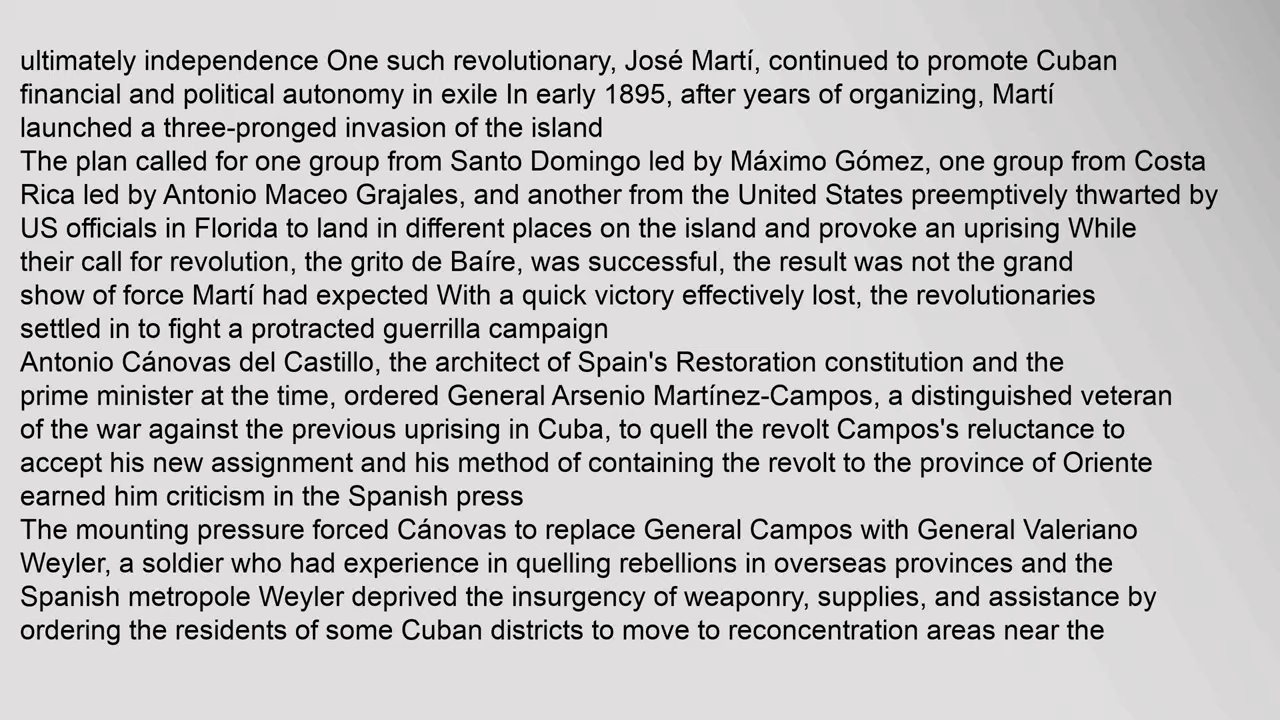 ultimately independence One such revolutionary, José Martí, continued to promote Cuban
financial and political autonomy in exile In early 1895, after years of organizing, Martí
launched a three-pronged invasion of the island
The plan called for one group from Santo Domingo led by Máximo Gómez, one group from Costa
Rica led by Antonio Maceo Grajales, and another from the United States preemptively thwarted by
US officials in Florida to land in different places on the island and provoke an uprising While
their call for revolution, the grito de Baíre, was successful, the result was not the grand
show of force Martí had expected With a quick victory effectively lost, the revolutionaries
settled in to fight a protracted guerrilla campaign
Antonio Cánovas del Castillo, the architect of Spain's Restoration constitution and the
prime minister at the time, ordered General Arsenio Martínez-Campos, a distinguished veteran
of the war against the previous uprising in Cuba, to quell the revolt Campos's reluctance to
accept his new assignment and his method of containing the revolt to the province of Oriente
earned him criticism in the Spanish press
The mounting pressure forced Cánovas to replace General Campos with General Valeriano
Weyler, a soldier who had experience in quelling rebellions in overseas provinces and the
Spanish metropole Weyler deprived the insurgency of weaponry, supplies, and assistance by
ordering the residents of some Cuban districts to move to reconcentration areas near the